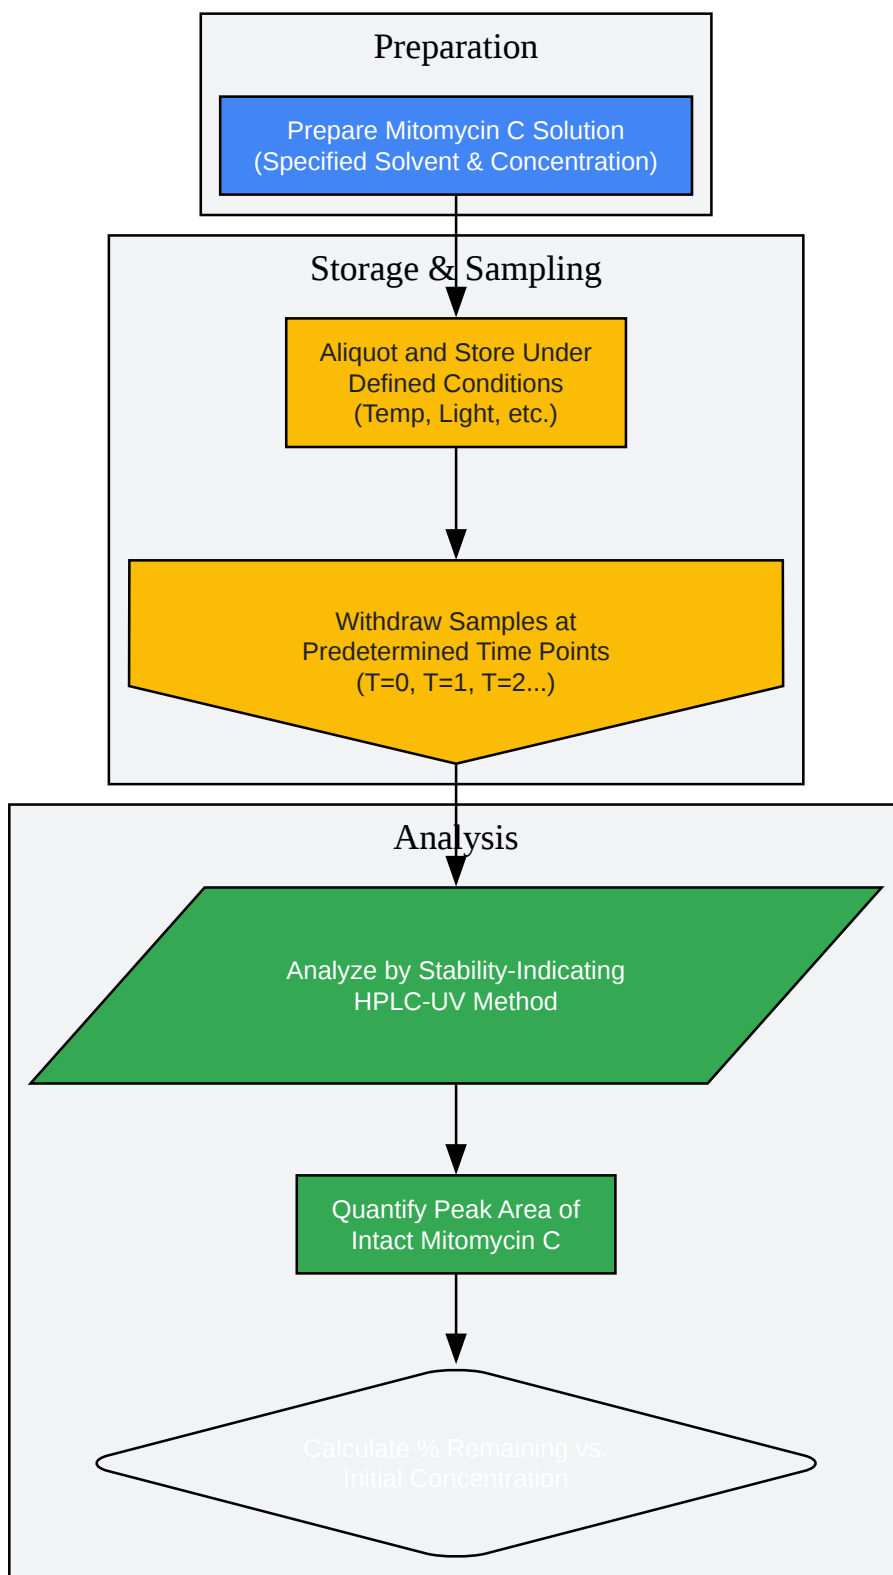 Preparation
Prepare Mitomycin C Solution
(Specified Solvent & Concentration)
Storage & Sampling
Aliquot and Store Under
Defined Conditions
(Temp, Light, etc.)
Withdraw Samples at
Predetermined Time Points
(T=0, T=1, T=2...)
Analysis
Analyze by Stability-Indicating
HPLC-UV Method
Quantify Peak Area of
Intact Mitomycin C
Calculate % Remaining vs.
Initial Concentration